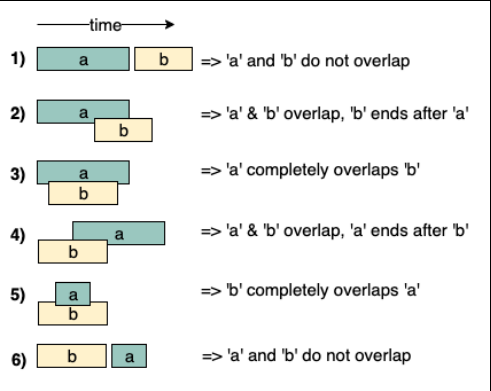 time
1) a b => 'a' and 'b' do not overlap
2) a b => 'a' & 'b' overlap, 'b' ends after 'a'
3) a b => 'a' completely overlaps 'b'
4) a b => 'a' & 'b' overlap, 'a' ends after 'b'
5) a b => 'b' completely overlaps 'a'
6) b a => 'a' and 'b' do not overlap